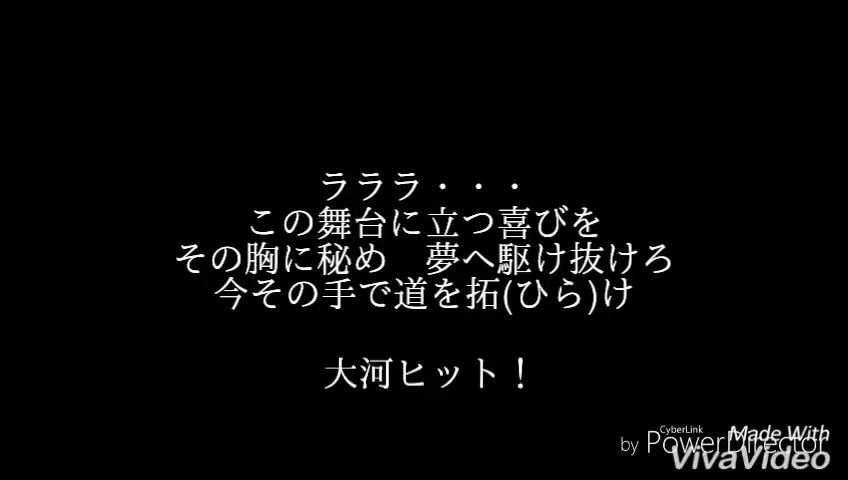 ラララ・・・
この舞台に立つ喜びを
その胸に秘め　夢へ駆け抜けろ
今その手で道を拓(ひら)け
大河ヒット！
CyberLink
by PowerDirector
Made With
VivaVideo